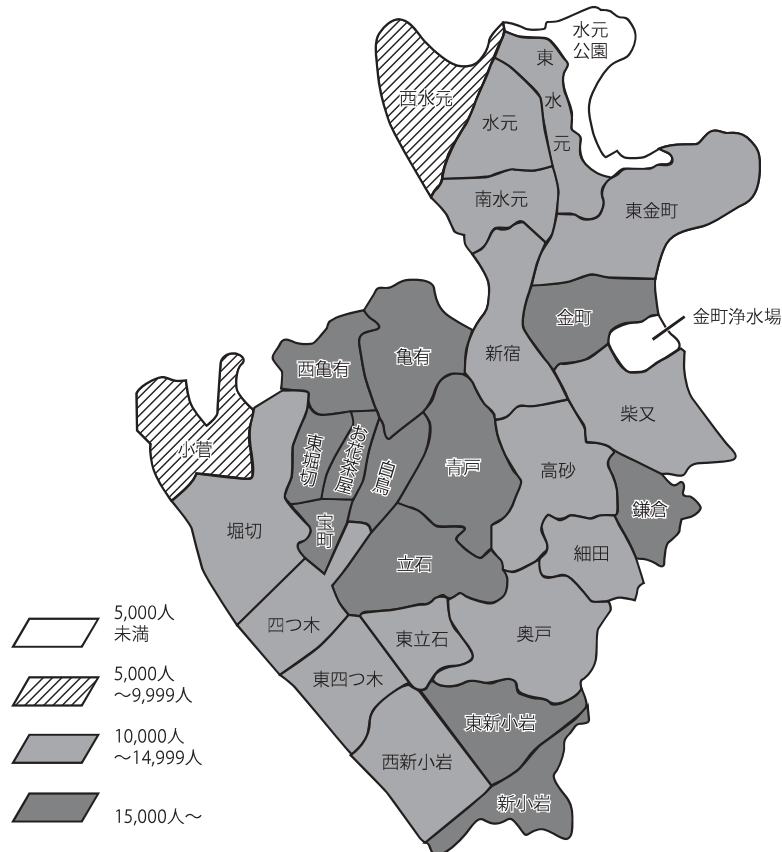 水元
公園
東水元
西水元
水元
南水元
東金町
金町浄水場
金町
新宿
亀有
西亀有
柴又
小菅
東堀切
お花茶屋
白鳥
青戸
高砂
鎌倉
堀切
宝町
立石
細田
四つ木
東立石
奥戸
東四つ木
東新小岩
西新小岩
新小岩
5,000人
未満
5,000人
～9,999人
10,000人
～14,999人
15,000人～